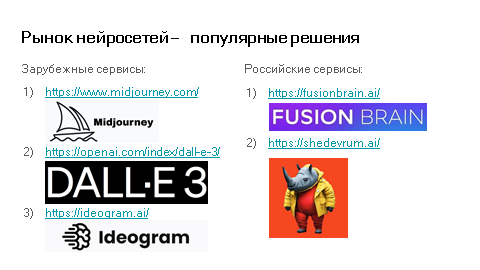 Рынок нейросетей – популярные решения
Зарубежные сервисы:
1) https://www.midjourney.com/
Midjourney
2) https://openai.com/index/dall-e-3/
DALL·E 3
3) https://ideogram.ai/
Ideogram
Российские сервисы:
1) https://fusionbrain.ai/
FUSION BRAIN
2) https://shedevrum.ai/